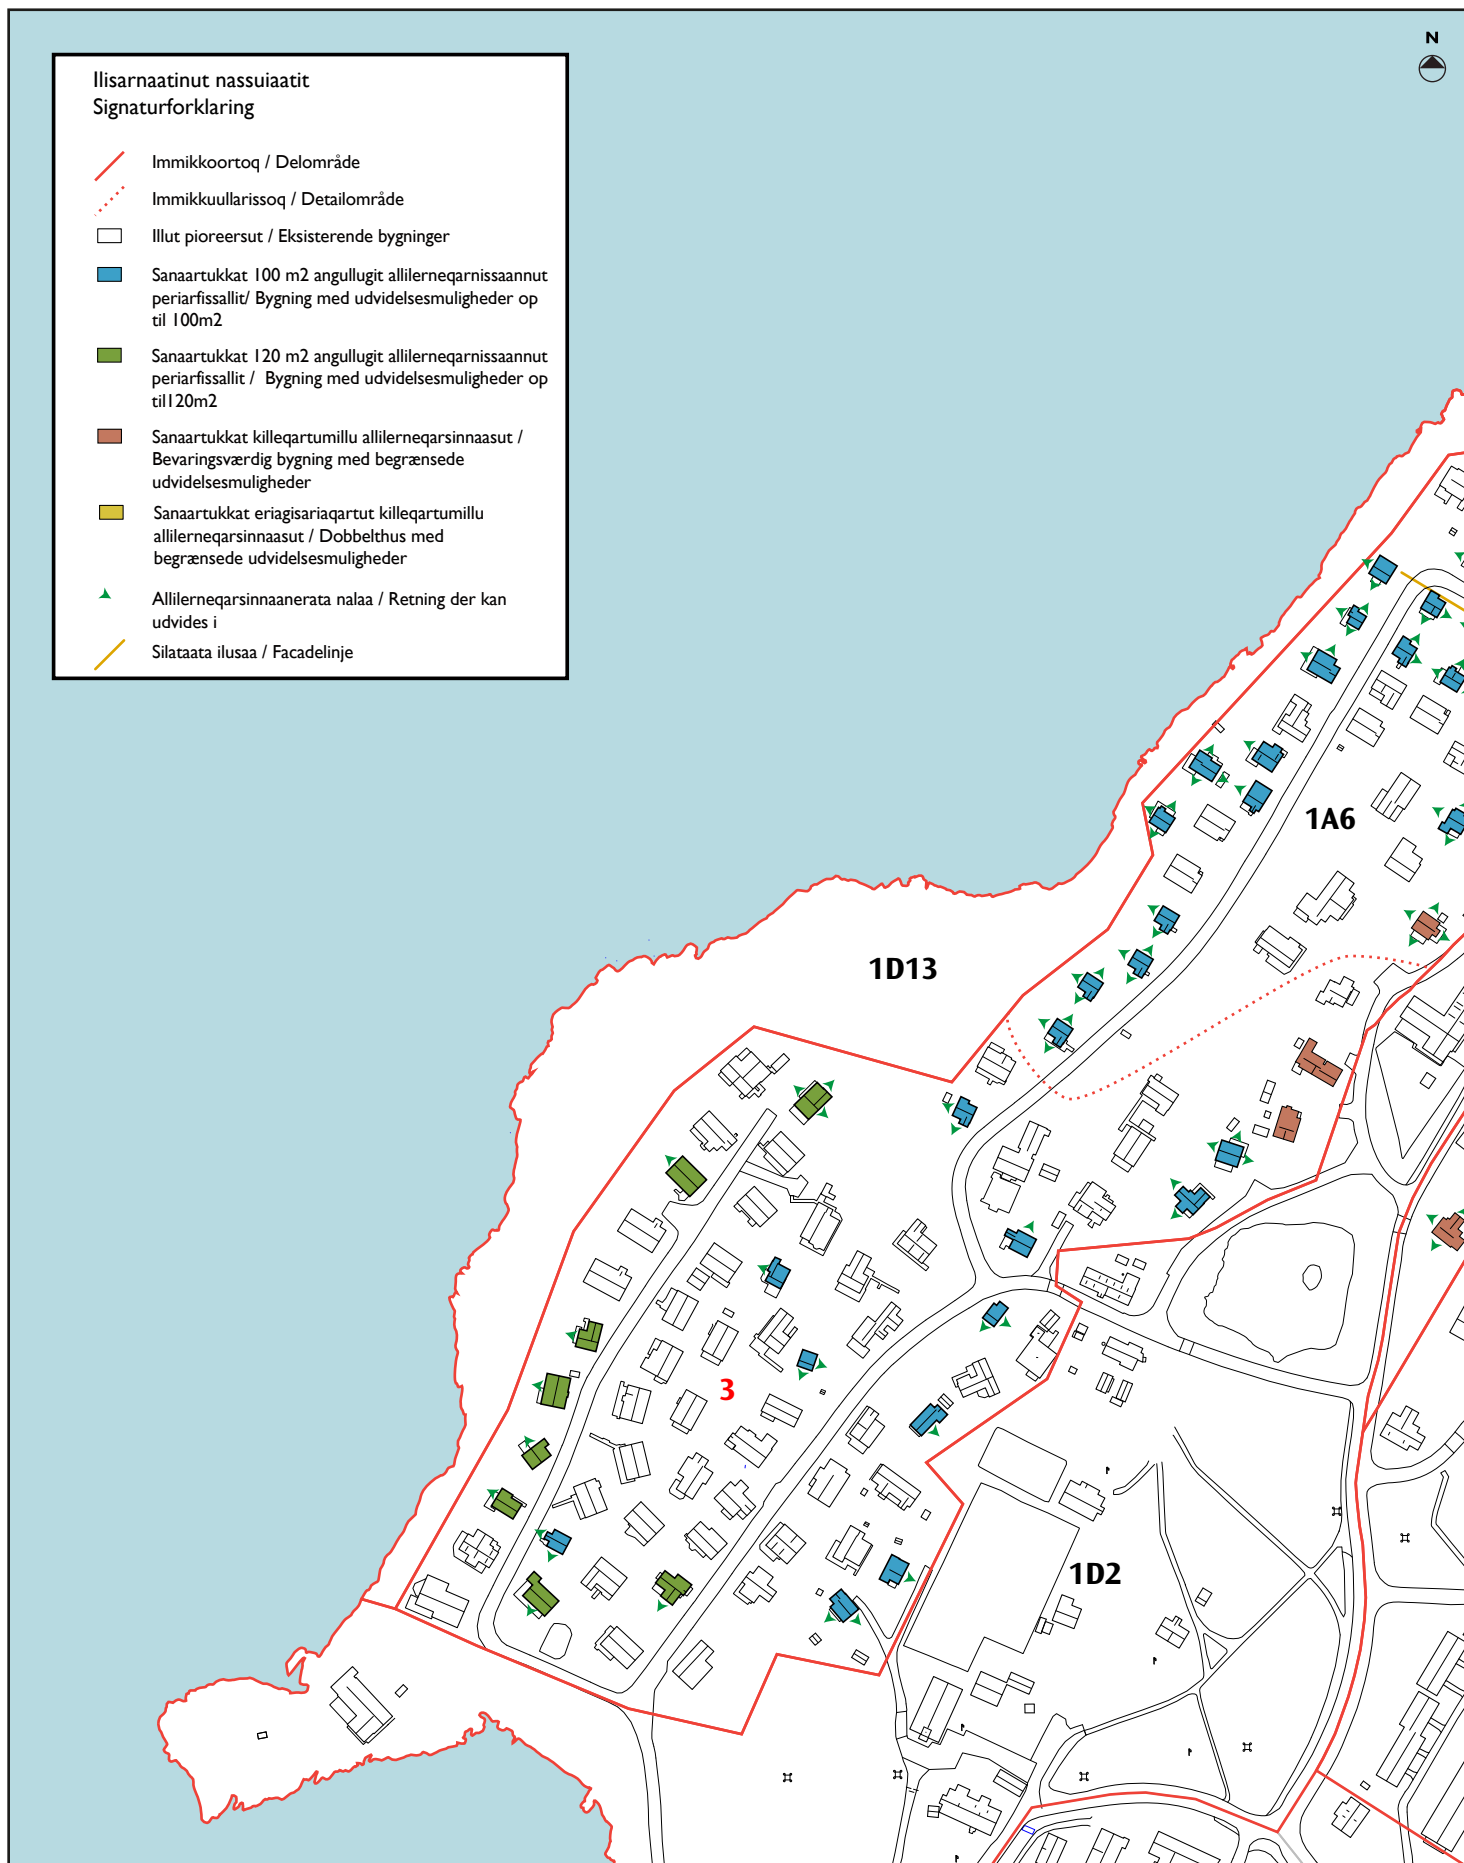 N
Ilisarnaatinut nassuiaatit
Signaturforklaring
Immikkoortoq / Delområde
Immikkuullarissoq / Detailområde
Illut pioreersut / Eksisterende bygninger
Sanaartukkat 100 m2 angullugit allilerneqarnissaannut
periarfissallit/ Bygning med udvidelsesmuligheder op
til 100m2
Sanaartukkat 120 m2 angullugit allilerneqarnissaannut
periarfissallit / Bygning med udvidelsesmuligheder op
til120m2
Sanaartukkat killeqartumillu allilerneqarsinnaasut /
Bevaringsværdig bygning med begrænsede
udvidelsesmuligheder
Sanaartukkat eriagisariaqartut killeqartumillu
allilerneqarsinnaasut / Dobbelthus med
begrænsede udvidelsesmuligheder
Allilerneqarsinnaanerata nalaa / Retning der kan
udvides i
Silataata ilusaa / Facadelinje
1A6
1D13
3
1D2